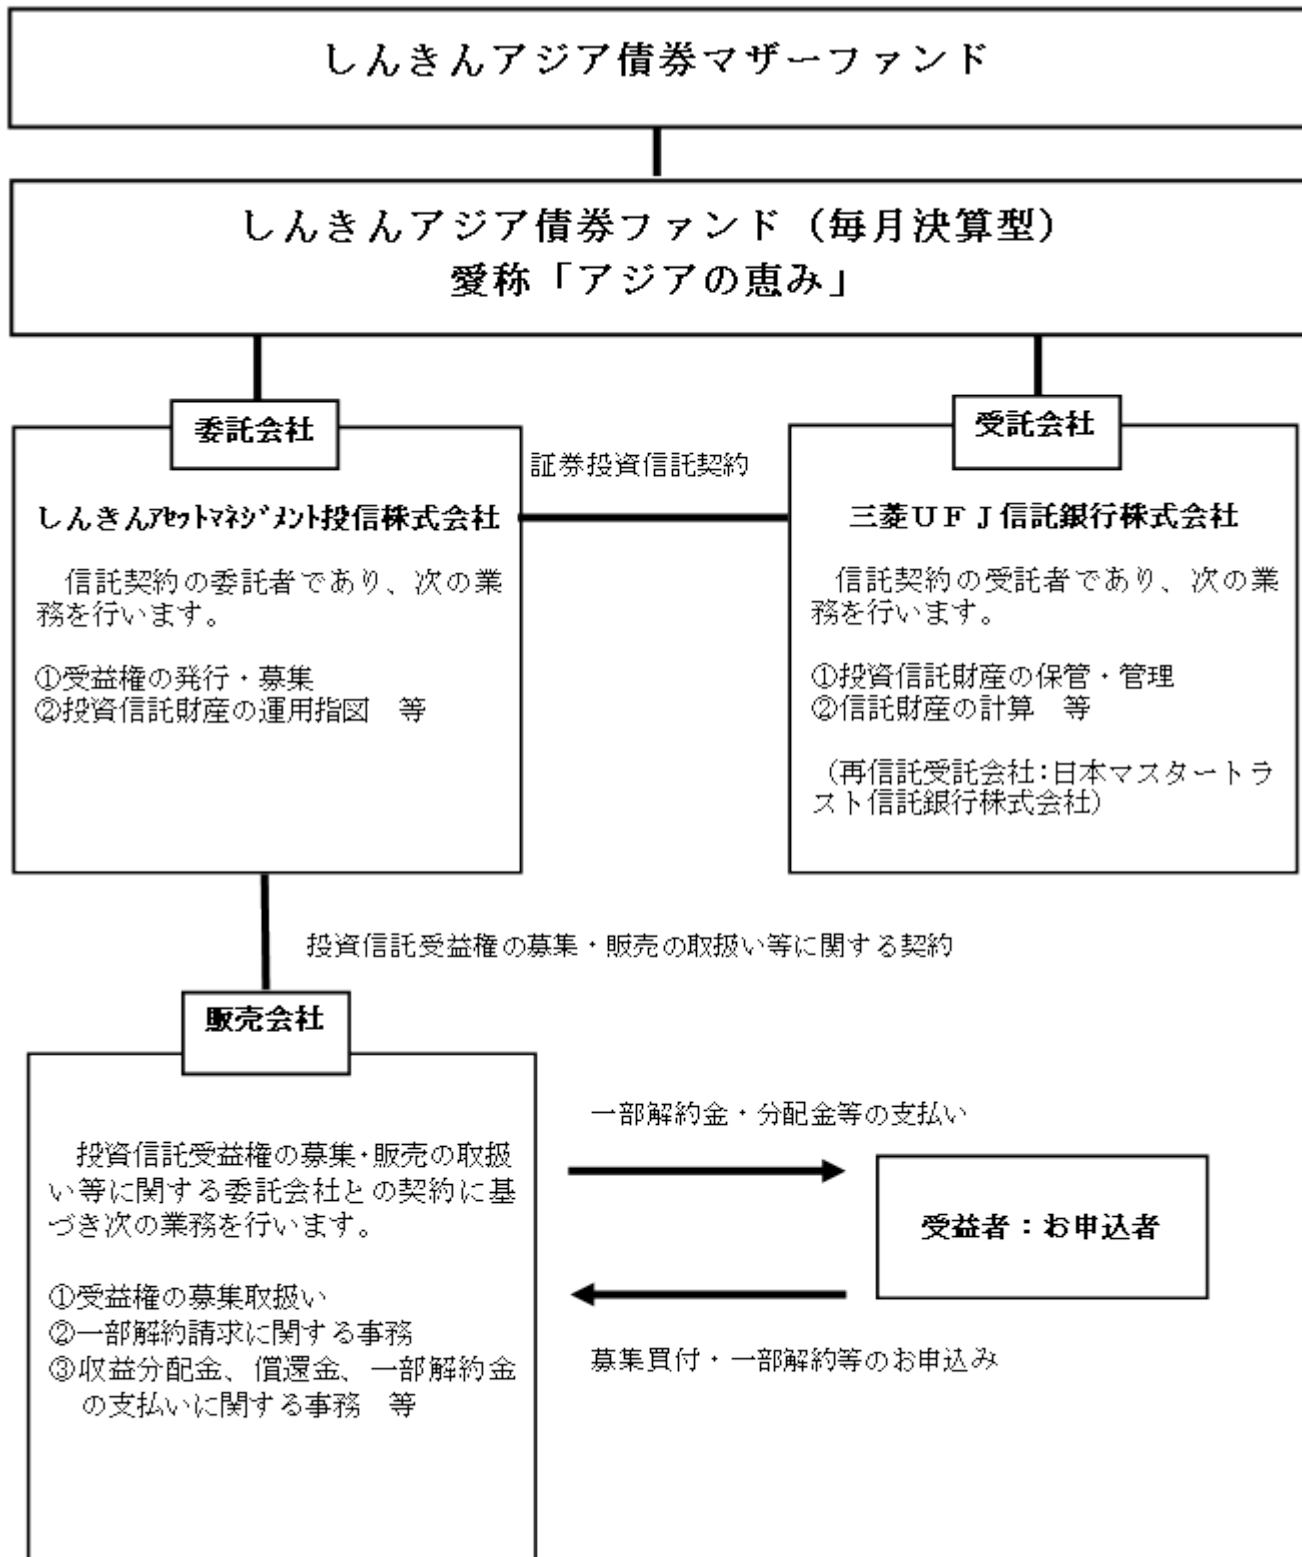 しんきんアジア債券マザーファンド
しんきんアジア債券ファンド（毎月決算型）
愛称「アジアの恵み」
委託会社
しんきんｱｾｯﾄﾏﾈｼﾞﾒﾝﾄ投信株式会社
信託契約の委託者であり、次の業
務を行います。
①受益権の発行・募集
②投資信託財産の運用指図　等
証券投資信託契約
受託会社
三菱ＵＦＪ信託銀行株式会社
信託契約の受託者であり、次の業
務を行います。
①投資信託財産の保管・管理
②信託財産の計算　等
（再信託受託会社：日本マスタートラ
スト信託銀行株式会社）
投資信託受益権の募集・販売の取扱い等に関する契約
販売会社
投資信託受益権の募集・販売の取扱
い等に関する委託会社との契約に基
づき次の業務を行います。
①受益権の募集取扱い
②一部解約請求に関する事務
③収益分配金、償還金、一部解約金
の支払いに関する事務　等
一部解約金・分配金等の支払い
受益者：お申込者
募集買付・一部解約等のお申込み